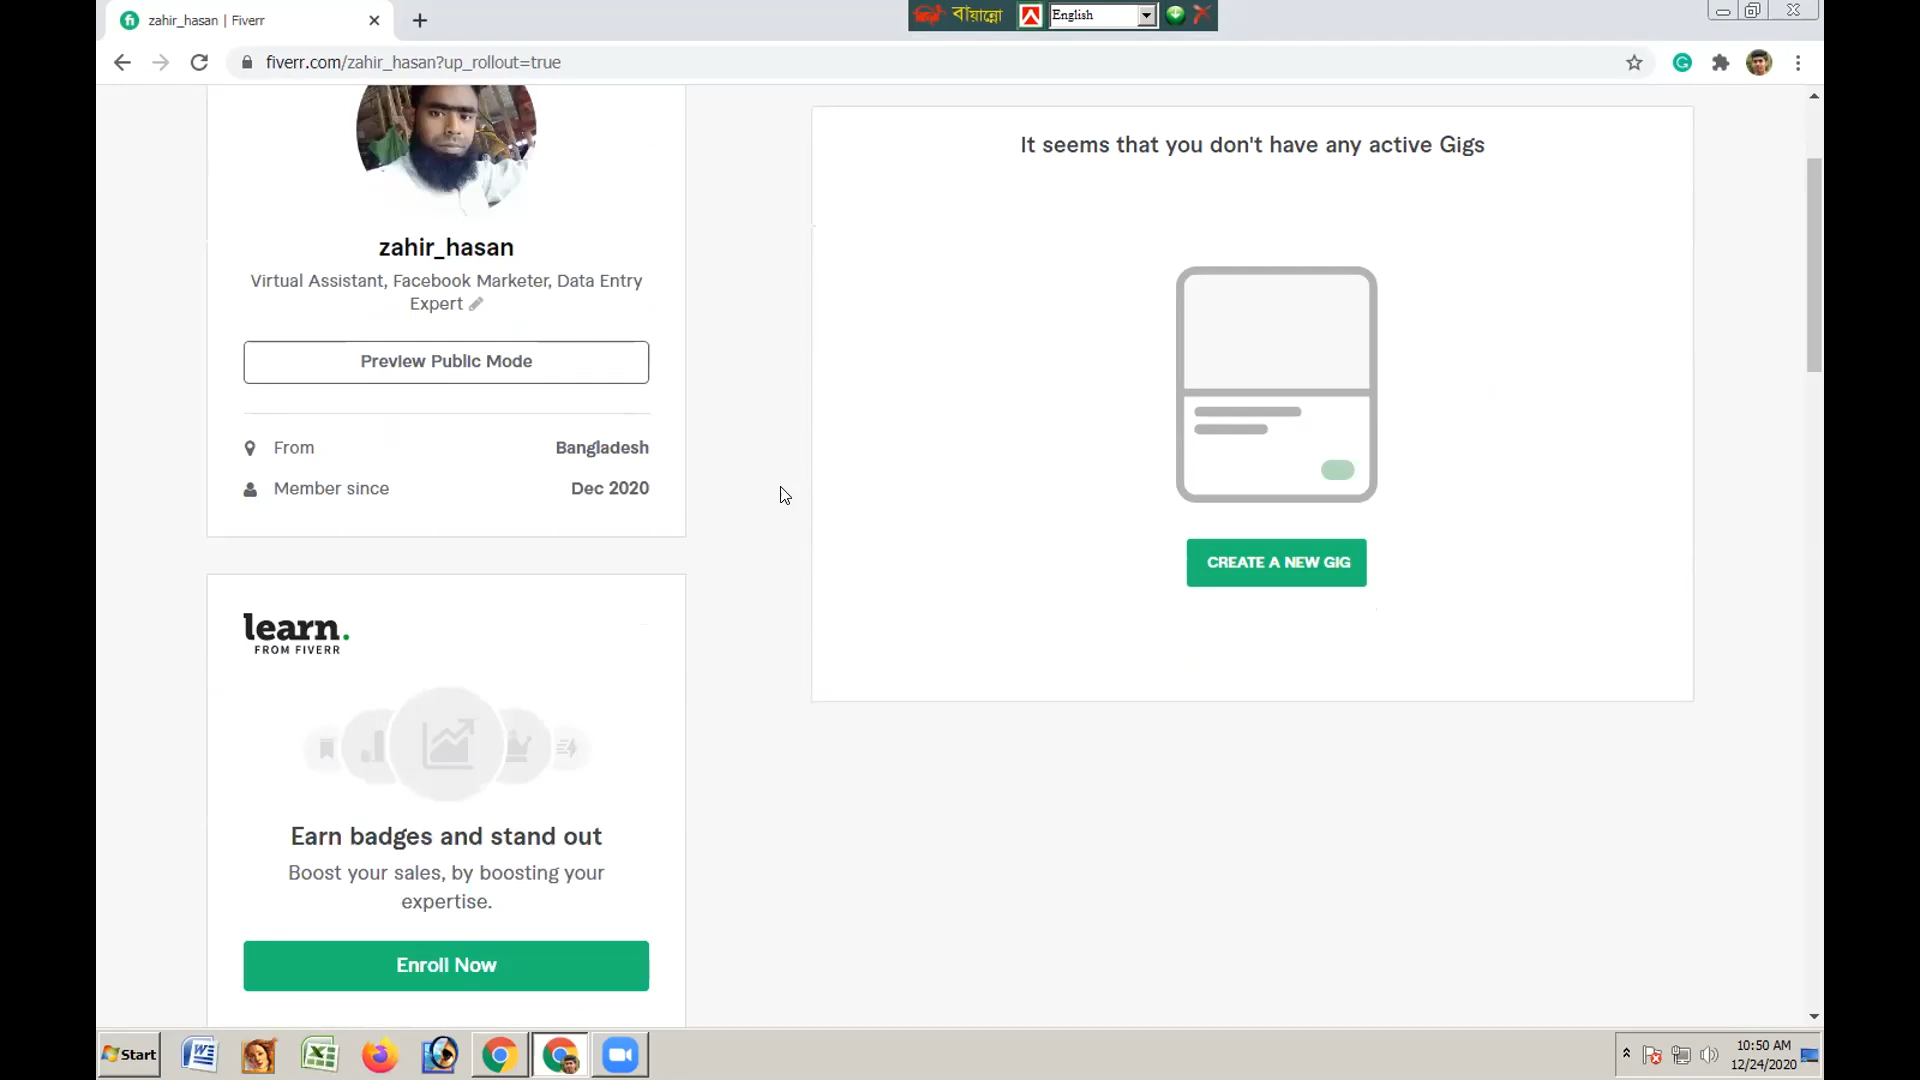 zahir_hasan | Fiverr
বায়ান্নো
English
fiverr.com/zahir_hasan?up_rollout=true
zahir_hasan
Virtual Assistant, Facebook Marketer, Data Entry
Expert
Preview Public Mode
From Bangladesh
Member since Dec 2020
learn.
FROM FIVERR
Earn badges and stand out
Boost your sales, by boosting your
expertise.
Enroll Now
It seems that you don't have any active Gigs
CREATE A NEW GIG
Start
10:50 AM
12/24/2020